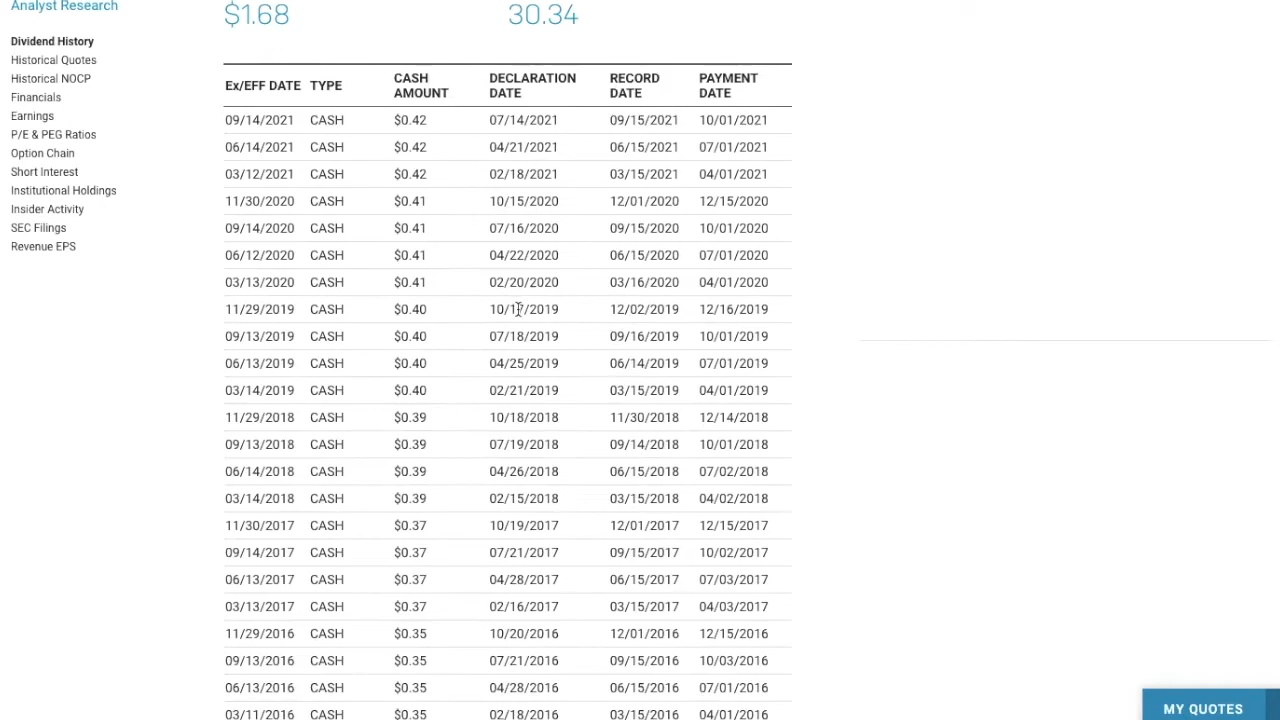 Analyst Research
Dividend History
Historical Quotes
Historical NOCP
Financials
Earnings
P/E & PEG Ratios
Option Chain
Short Interest
Institutional Holdings
Insider Activity
SEC Filings
Revenue EPS
$1.68 30.34
Ex/EFF DATE TYPE CASH AMOUNT DECLARATION DATE RECORD DATE PAYMENT DATE
09/14/2021 CASH $0.42 07/14/2021 09/15/2021 10/01/2021
06/14/2021 CASH $0.42 04/21/2021 06/15/2021 07/01/2021
03/12/2021 CASH $0.42 02/18/2021 03/15/2021 04/01/2021
11/30/2020 CASH $0.41 10/15/2020 12/01/2020 12/15/2020
09/14/2020 CASH $0.41 07/16/2020 09/15/2020 10/01/2020
06/12/2020 CASH $0.41 04/22/2020 06/15/2020 07/01/2020
03/13/2020 CASH $0.41 02/20/2020 03/16/2020 04/01/2020
11/29/2019 CASH $0.40 10/17/2019 12/02/2019 12/16/2019
09/13/2019 CASH $0.40 07/18/2019 09/16/2019 10/01/2019
06/13/2019 CASH $0.40 04/25/2019 06/14/2019 07/01/2019
03/14/2019 CASH $0.40 02/21/2019 03/15/2019 04/01/2019
11/29/2018 CASH $0.39 10/18/2018 11/30/2018 12/14/2018
09/13/2018 CASH $0.39 07/19/2018 09/14/2018 10/01/2018
06/14/2018 CASH $0.39 04/26/2018 06/15/2018 07/02/2018
03/14/2018 CASH $0.39 02/15/2018 03/15/2018 04/02/2018
11/30/2017 CASH $0.37 10/19/2017 12/01/2017 12/15/2017
09/14/2017 CASH $0.37 07/21/2017 09/15/2017 10/02/2017
06/13/2017 CASH $0.37 04/28/2017 06/15/2017 07/03/2017
03/13/2017 CASH $0.37 02/16/2017 03/15/2017 04/03/2017
11/29/2016 CASH $0.35 10/20/2016 12/01/2016 12/15/2016
09/13/2016 CASH $0.35 07/21/2016 09/15/2016 10/03/2016
06/13/2016 CASH $0.35 04/28/2016 06/15/2016 07/01/2016
03/11/2016 CASH $0.35 02/18/2016 03/15/2016 04/01/2016
MY QUOTES